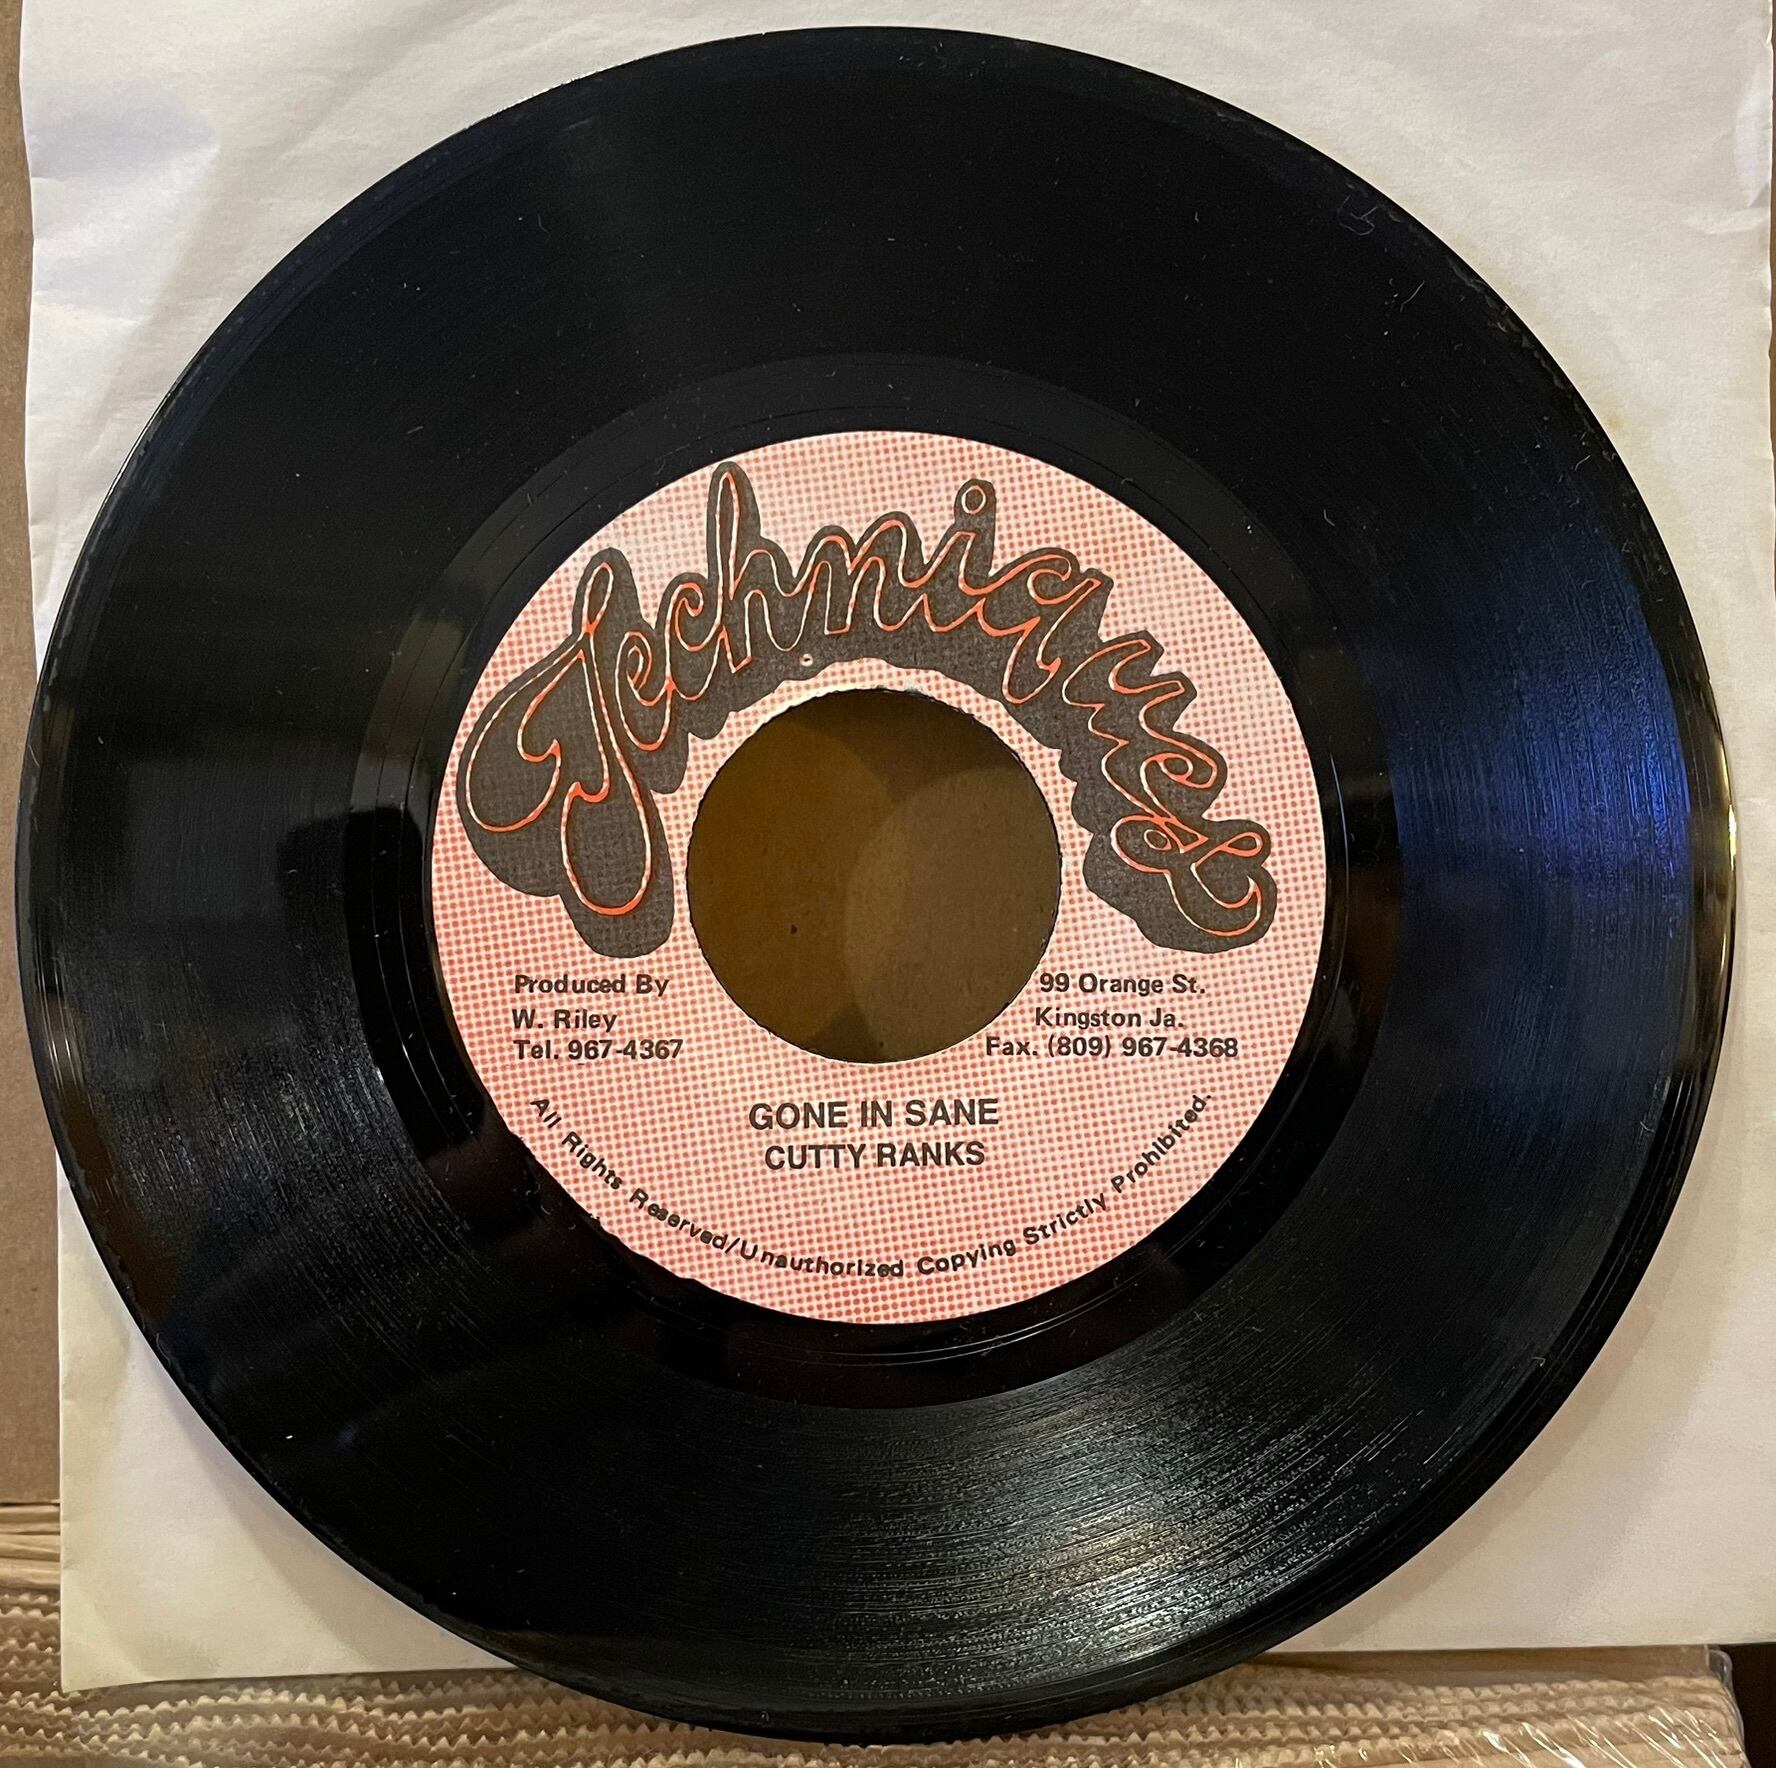 Techniques
Produced By
W. Riley
Tel. 967-4367
99 Orange St.
Kingston Ja.
Fax. (809) 967-4368
GONE IN SANE
CUTTY RANKS
All Rights Reserved/Unauthorized Copying Strictly Prohibited.